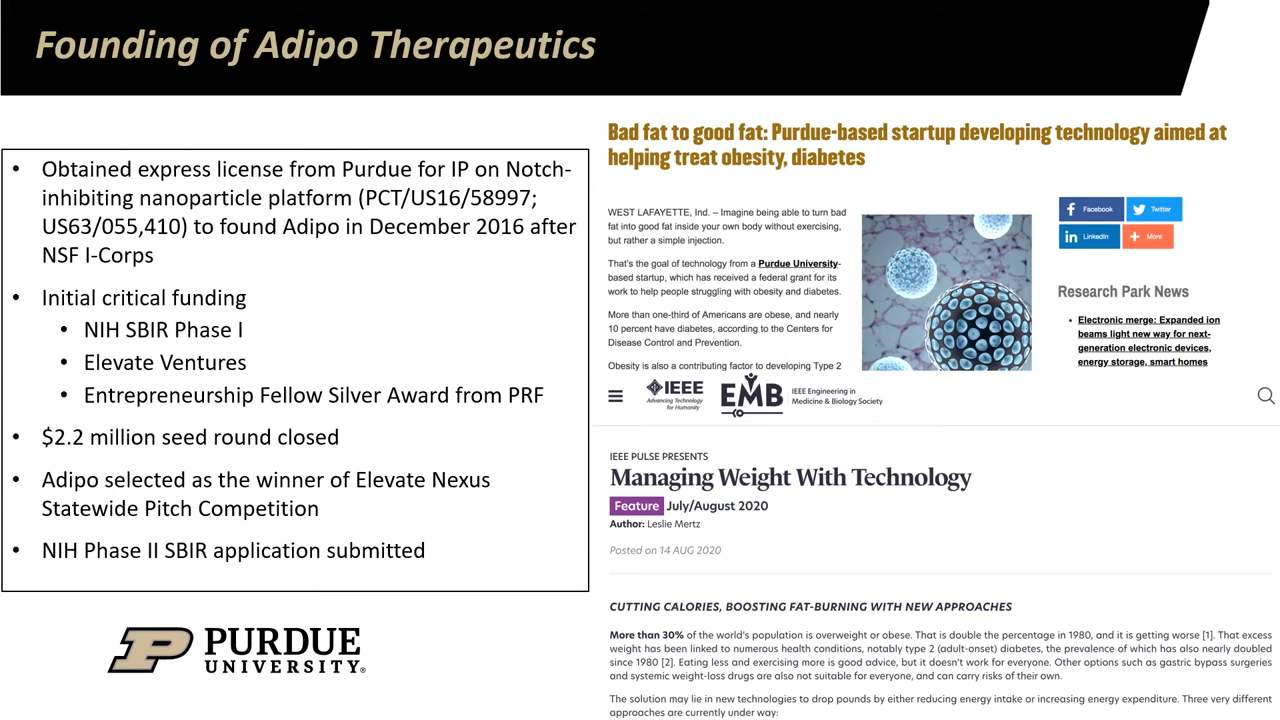 Founding of Adipo Therapeutics
• Obtained express license from Purdue for IP on Notch-
inhibiting nanoparticle platform (PCT/US16/58997;
US63/055,410) to found Adipo in December 2016 after
NSF I-Corps
• Initial critical funding
• NIH SBIR Phase I
• Elevate Ventures
• Entrepreneurship Fellow Silver Award from PRF
• $2.2 million seed round closed
• Adipo selected as the winner of Elevate Nexus
Statewide Pitch Competition
• NIH Phase II SBIR application submitted
P PURDUE
UNIVERSITY®
Bad fat to good fat: Purdue-based startup developing technology aimed at
helping treat obesity, diabetes
WEST LAFAYETTE, Ind. – Imagine being able to turn bad
fat into good fat inside your own body without exercising,
but rather a simple injection.
That's the goal of technology from a Purdue University-
based startup, which has received a federal grant for its
work to help people struggling with obesity and diabetes.
More than one-third of Americans are obese, and nearly
10 percent have diabetes, according to the Centers for
Disease Control and Prevention.
Obesity is also a contributing factor to developing Type 2
Facebook
Twitter
LinkedIn
More
Research Park News
• Electronic merge: Expanded ion
beams light new way for next-
generation electronic devices,
energy storage, smart homes
IEEE
Advancing Technology
for Humanity
EMB
IEEE Engineering in
Medicine & Biology Society
IEEE PULSE PRESENTS
Managing Weight With Technology
Feature July/August 2020
Author: Leslie Mertz
Posted on 14 AUG 2020
CUTTING CALORIES, BOOSTING FAT-BURNING WITH NEW APPROACHES
More than 30% of the world's population is overweight or obese. That is double the percentage in 1980, and it is getting worse [1]. That excess
weight has been linked to numerous health conditions, notably type 2 (adult-onset) diabetes, the prevalence of which has also nearly doubled
since 1980 [2]. Eating less and exercising more is good advice, but it doesn't work for everyone. Other options such as gastric bypass surgeries
and systemic weight-loss drugs are also not suitable for everyone, and can carry risks of their own.
The solution may lie in new technologies to drop pounds by either reducing energy intake or increasing energy expenditure. Three very different
approaches are currently under way: